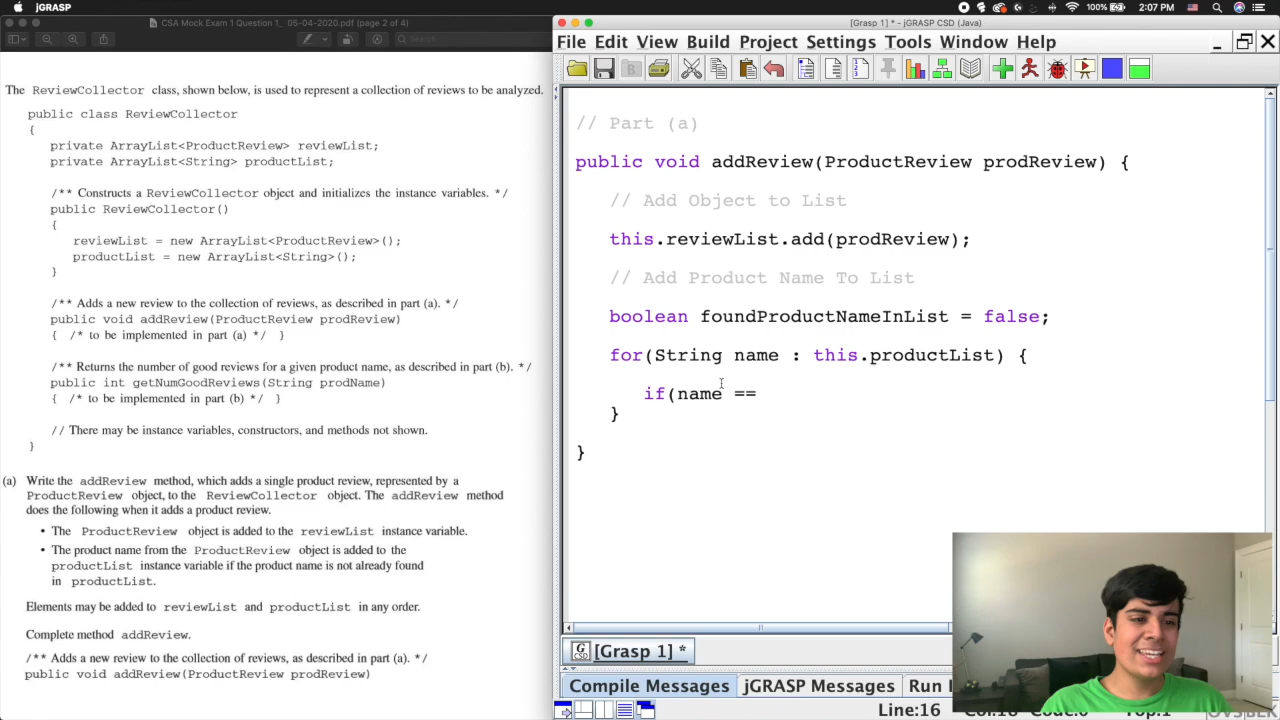 jGRASP
100%
2:07 PM
CSA Mock Exam 1 Question 1_ 05-04-2020.pdf (page 2 of 4)
Search
The ReviewCollector class, shown below, is used to represent a collection of reviews to be analyzed.
public class ReviewCollector
{
private ArrayList<ProductReview> reviewList;
private ArrayList<String> productList;
/** Constructs a ReviewCollector object and initializes the instance variables. */
public ReviewCollector()
{
reviewList = new ArrayList<ProductReview>();
productList = new ArrayList<String>();
}
/** Adds a new review to the collection of reviews, as described in part (a). */
public void addReview(ProductReview prodReview)
{ /* to be implemented in part (a) */ }
/** Returns the number of good reviews for a given product name, as described in part (b). */
public int getNumGoodReviews(String prodName)
{ /* to be implemented in part (b) */ }
// There may be instance variables, constructors, and methods not shown.
}
(a) Write the addReview method, which adds a single product review, represented by a
ProductReview object, to the ReviewCollector object. The addReview method
does the following when it adds a product review.
• The ProductReview object is added to the reviewList instance variable.
• The product name from the ProductReview object is added to the
productList instance variable if the product name is not already found
in productList.
Elements may be added to reviewList and productList in any order.
Complete method addReview.
/** Adds a new review to the collection of reviews, as described in part (a). */
public void addReview(ProductReview prodReview)
[Grasp 1] * - jGRASP CSD (Java)
File Edit View Build Project Settings Tools Window Help
// Part (a)
public void addReview(ProductReview prodReview) {
// Add Object to List
this.reviewList.add(prodReview);
// Add Product Name To List
boolean foundProductNameInList = false;
for(String name : this.productList) {
if(name ==
}
}
[Grasp 1] *
Compile Messages jGRASP Messages Run
Line:16